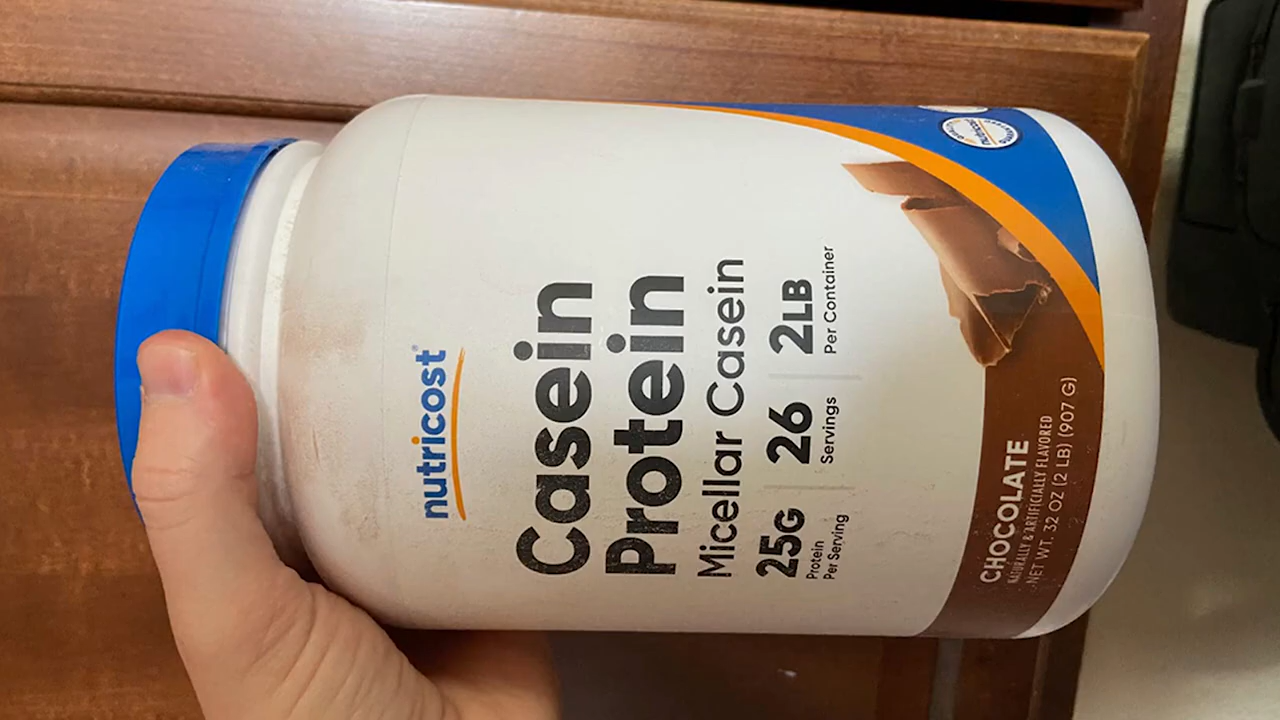 nutricost®
Casein
Protein
Micellar Casein
25G
Protein
Per Serving
26
Servings
2LB
Per Container
CHOCOLATE
NATURALLY & ARTIFICIALLY FLAVORED
NET WT. 32 OZ (2 LB) (907 G)
nutricost